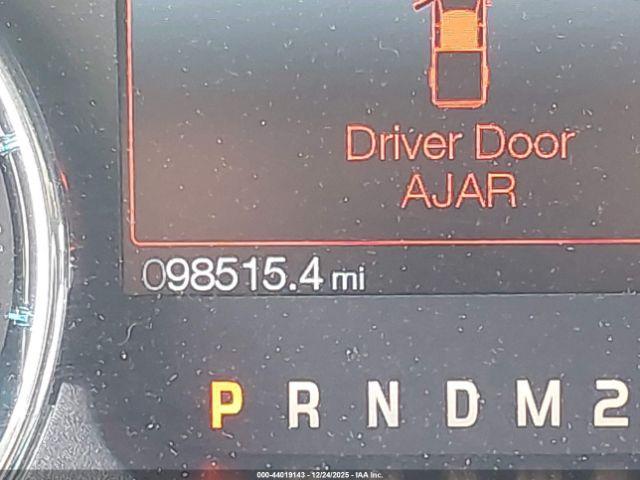 Driver Door
AJAR
098515.4 mi
P R N D M 2
000-44019143 - 12/24/2025 - IAA Inc.